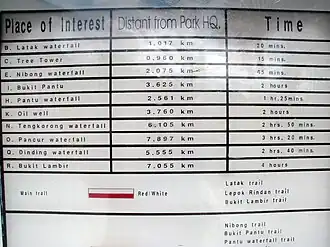 Place of Interest Distant from Park HQ. Time
B. Latak waterfall 1.017 km 20 mins.
C. Tree Tower 0.960 km 15 mins.
E. Nibong waterfall 2.075 km 45 mins.
I. Bukit Pantu 3.625 km 2 hours
H. Pantu waterfall 2.561 km 1 hr.25mins.
K. Oil well 3.760 km 2 hours
N. Tengkorong waterfall 6.105 km 2 hrs. 50 mins.
O. Pancur waterfall 7.897 km 3 hrs. 20 mins.
Q. Dinding waterfall 5.555 km 2 hrs. 40 mins.
R. Bukit Lambir 7.055 km 4 hours
Latak trail
Main trail Red/White Lepok Rindan trail
Bukit Lambir trail
Nibong trail
Bukit Pantu trail
Pantu waterfall trail